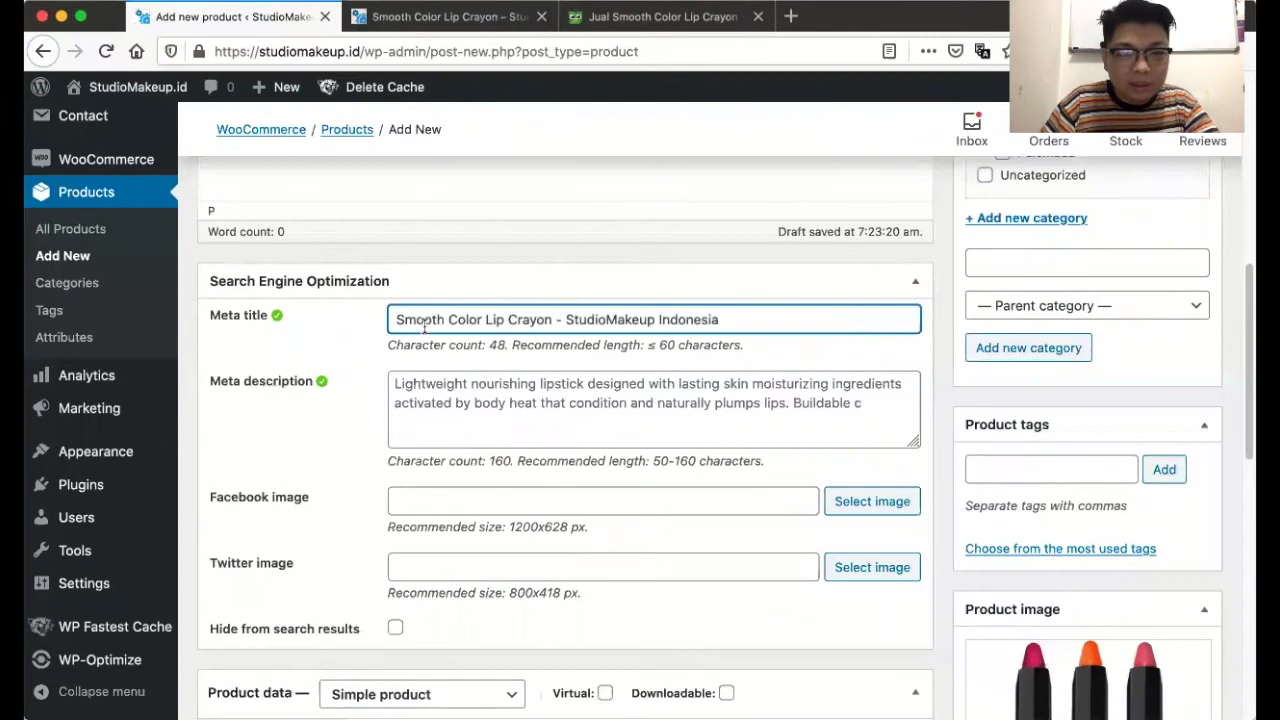 Add new product ‹ StudioMake
Smooth Color Lip Crayon – Stu
Jual Smooth Color Lip Crayon
https://studiomakeup.id/wp-admin/post-new.php?post_type=product
StudioMakeup.id
0
New
Delete Cache
Contact
WooCommerce
Products
All Products
Add New
Categories
Tags
Attributes
Analytics
Marketing
Appearance
Plugins
Users
Tools
Settings
WP Fastest Cache
WP-Optimize
Collapse menu
WooCommerce / Products / Add New
Inbox
Orders
Stock
Reviews
P
Word count: 0
Draft saved at 7:23:20 am.
Search Engine Optimization
Meta title
Smooth Color Lip Crayon - StudioMakeup Indonesia
Character count: 48. Recommended length: ≤ 60 characters.
Meta description
Lightweight nourishing lipstick designed with lasting skin moisturizing ingredients
activated by body heat that condition and naturally plumps lips. Buildable c
Character count: 160. Recommended length: 50-160 characters.
Facebook image
Select image
Recommended size: 1200x628 px.
Twitter image
Select image
Recommended size: 800x418 px.
Hide from search results
Product data —
Simple product
Virtual:
Downloadable:
Uncategorized
+ Add new category
— Parent category —
Add new category
Product tags
Add
Separate tags with commas
Choose from the most used tags
Product image